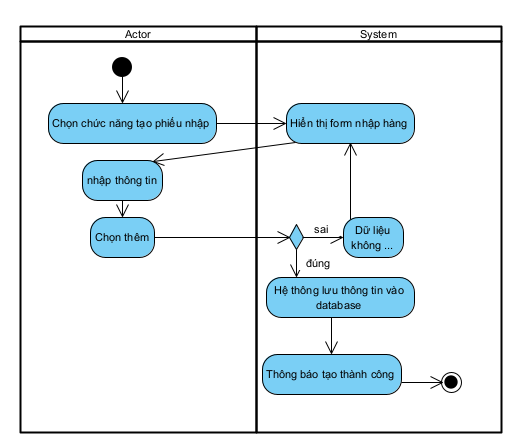 Actor
System
Chọn chức năng tạo phiếu nhập
Hiển thị form nhập hàng
nhập thông tin
Chọn thêm
sai
Dữ liệu
không ...
đúng
Hệ thông lưu thông tin vào
database
Thông báo tạo thành công